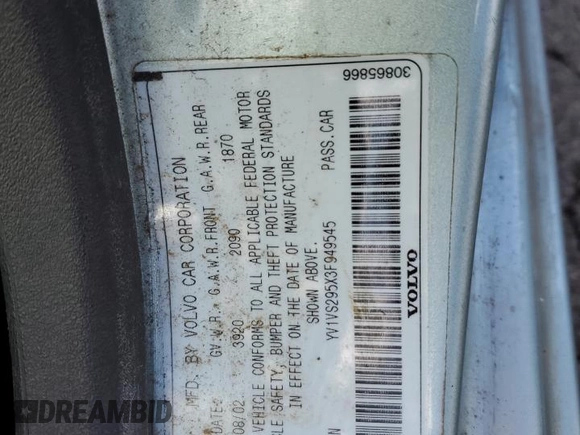 MFD. BY VOLVO CAR CORPORATION
DATE: G.V.W.R. G.A.W.R.FRONT G.A.W.R.REAR
08/02 3920 2090 1870
VEHICLE CONFORMS TO ALL APPLICABLE FEDERAL MOTOR
SAFETY, BUMPER AND THEFT PROTECTION STANDARDS
IN EFFECT ON THE DATE OF MANUFACTURE
SHOWN ABOVE.
YV1VS295X3F949545 PASS.CAR
VOLVO
30865866
DREAMBID